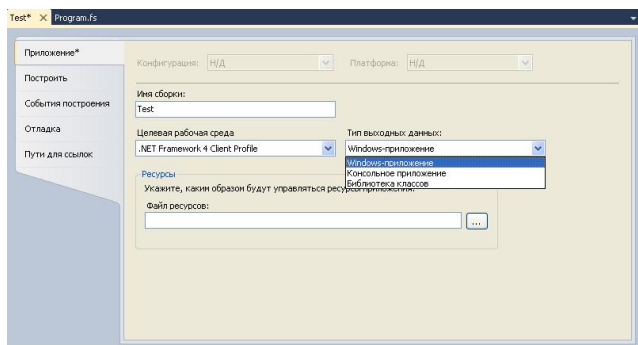 Test* Program.fs
Приложение*
Построить
События построения
Отладка
Пути для ссылок
Конфигурация: Н/Д Платформа: Н/Д
Имя сборки:
Test
Целевая рабочая среда Тип выходных данных:
.NET Framework 4 Client Profile Windows-приложение
Windows-приложение
Консольное приложение
Библиотека классов
Ресурсы
Укажите, каким образом будут управляться ресурсы приложения.
Файл ресурсов:
...